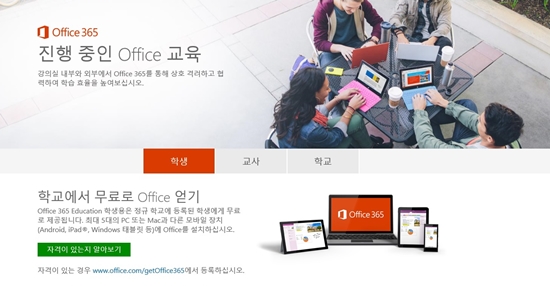 Office 365
진행 중인 Office 교육
강의실 내부와 외부에서 Office 365를 통해 상호 격려하고 협
력하여 학습 효율을 높여보십시오.
학생
교사
학교
학교에서 무료로 Office 얻기
Office 365 Education 학생용은 정규 학교에 등록된 학생에게 무료
로 제공됩니다. 최대 5대의 PC 또는 Mac과 다른 모바일 장치
(Android, iPad®, Windows 태블릿 등)에 Office를 설치하십시오.
자격이 있는지 알아보기
자격이 있는 경우 www.office.com/getOffice365에서 등록하십시오.
Office 365